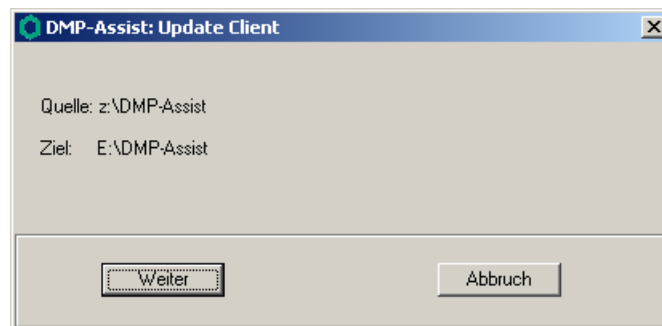 DMP-Assist: Update Client
Quelle: z:\DMP-Assist
Ziel: E:\DMP-Assist
Weiter Abbruch